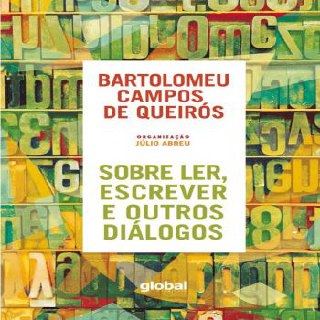 BARTOLOMEU
CAMPOS
DE QUEIRÓS
ORGANIZAÇÃO
JÚLIO ABREU
SOBRE LER,
ESCREVER
E OUTROS
DIÁLOGOS
global